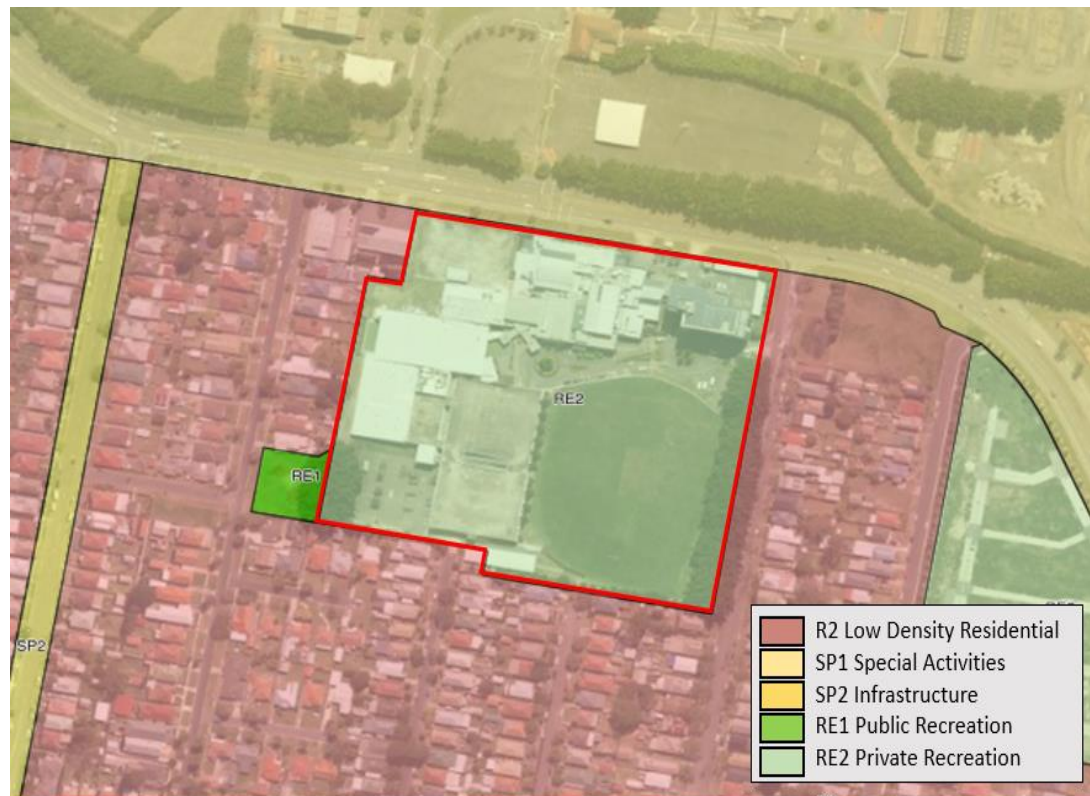 RE2
RE1
SP2
R2 Low Density Residential
SP1 Special Activities
SP2 Infrastructure
RE1 Public Recreation
RE2 Private Recreation